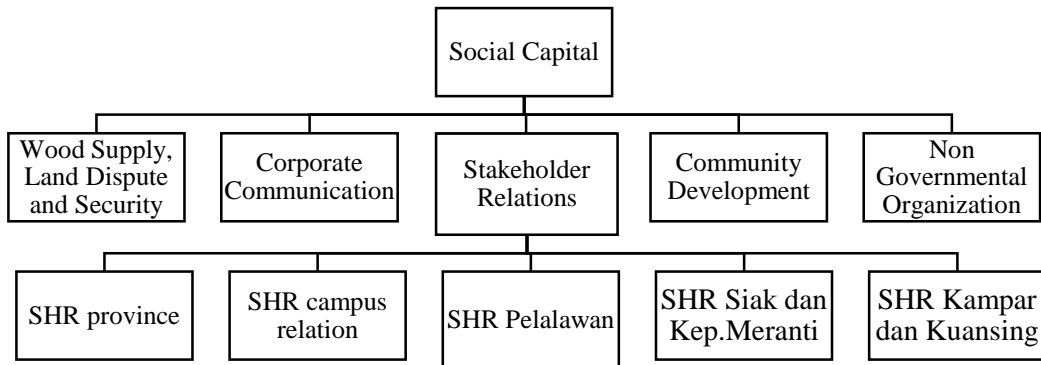 Social Capital
Wood Supply,
Land Dispute
and Security
Corporate
Communication
Stakeholder
Relations
Community
Development
Non
Governmental
Organization
SHR province
SHR campus
relation
SHR Pelalawan
SHR Siak dan
Kep.Meranti
SHR Kampar
dan Kuansing